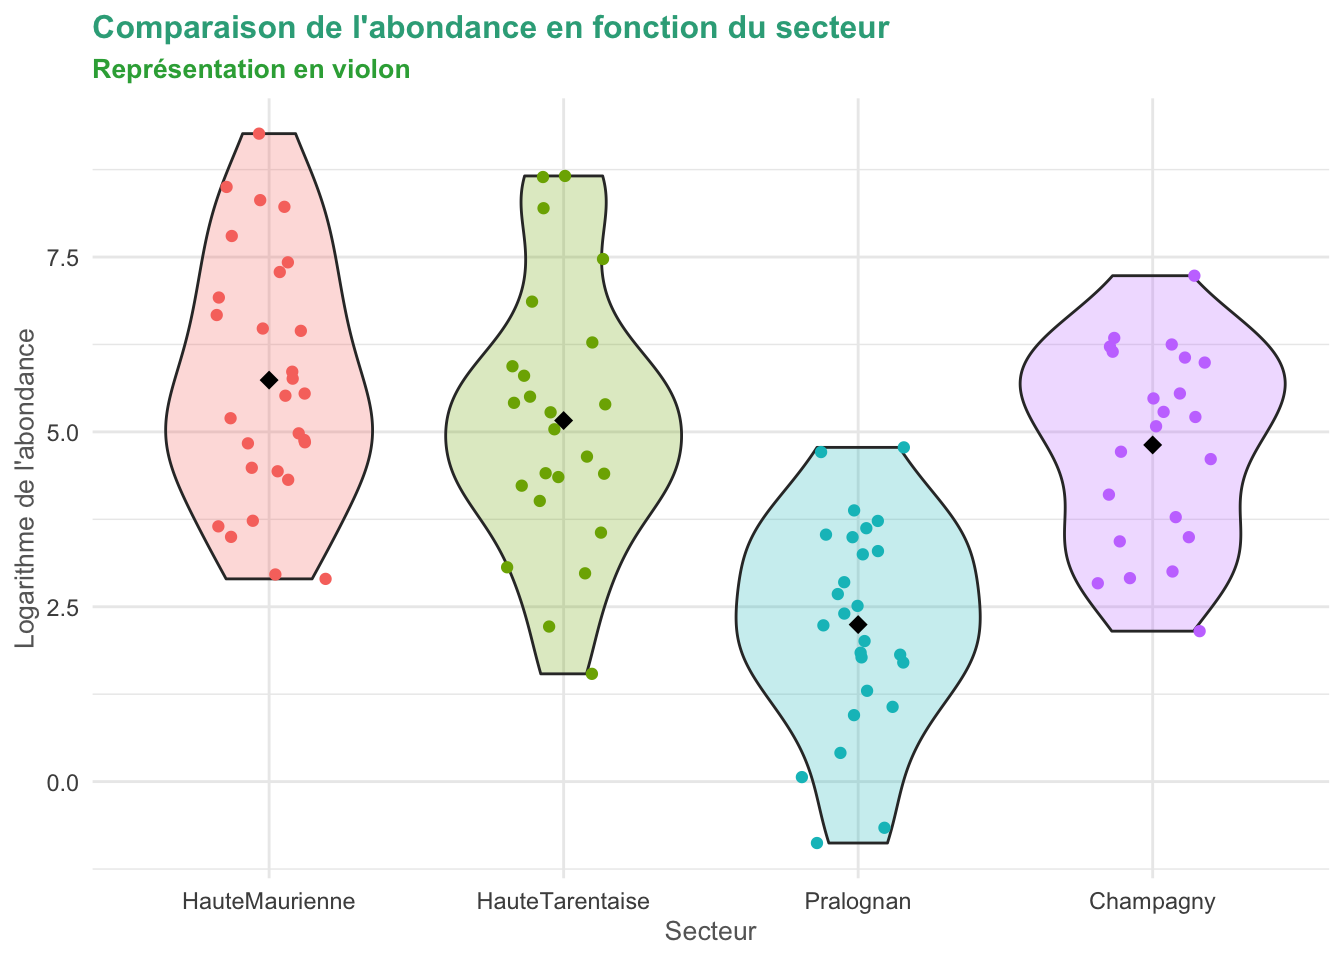 Comparaison de l'abondance en fonction du secteur
Représentation en violon
Logarithme de l'abondance
7.5
5.0
2.5
0.0
HauteMaurienne HauteTarentaise Pralognan Champagny
Secteur